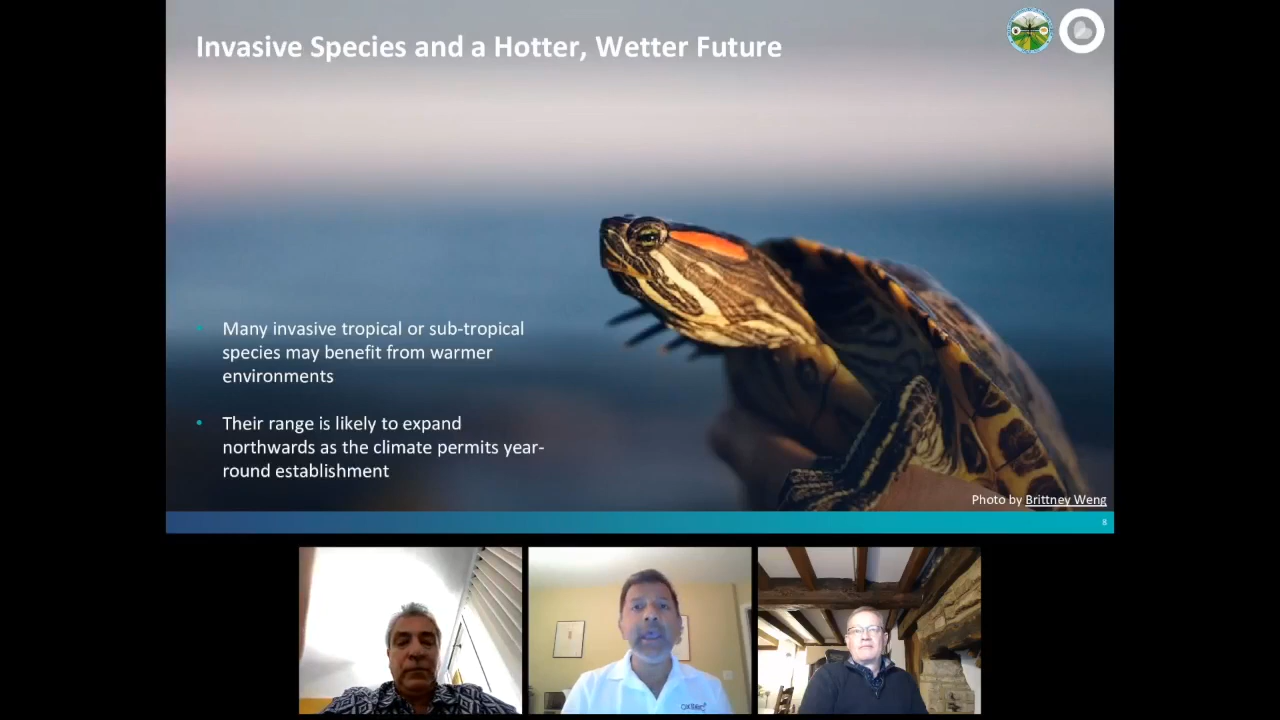 Invasive Species and a Hotter, Wetter Future
• Many invasive tropical or sub-tropical
species may benefit from warmer
environments
• Their range is likely to expand
northwards as the climate permits year-
round establishment
Photo by Brittney Weng
8